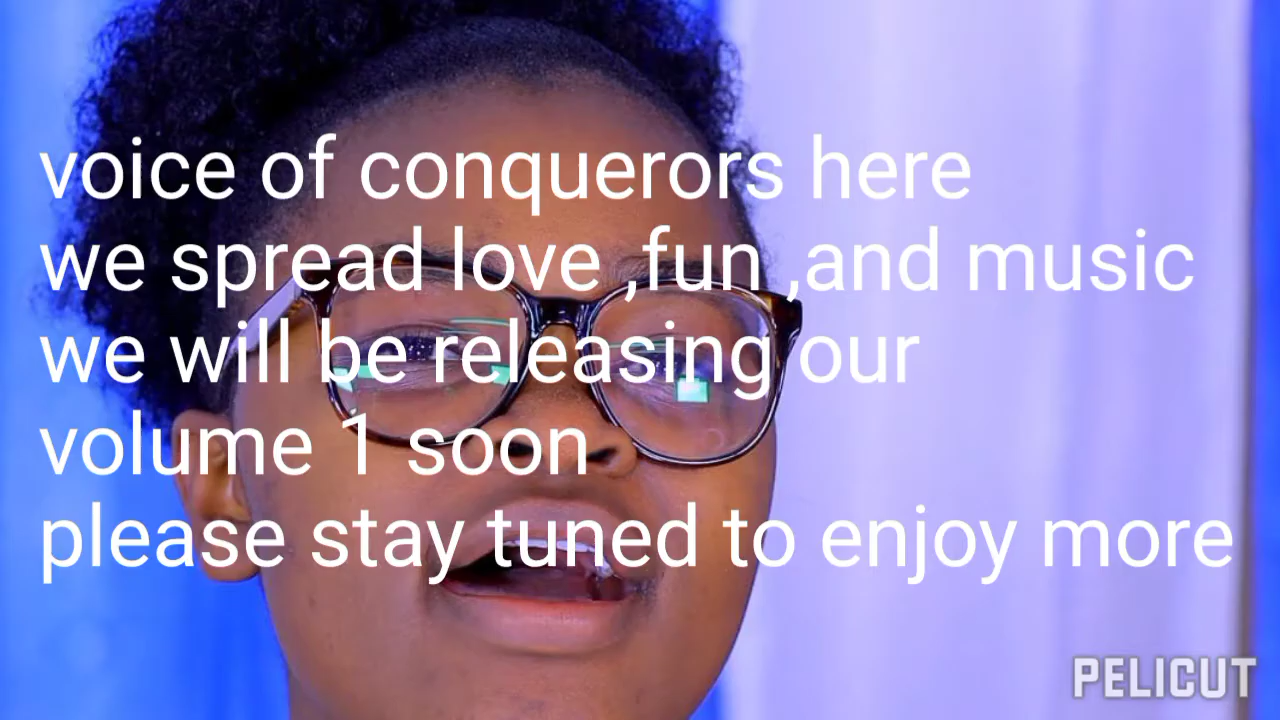 voice of conquerors here
we spread love ,fun ,and music
we will be releasing our
volume 1 soon
please stay tuned to enjoy more
PELICUT